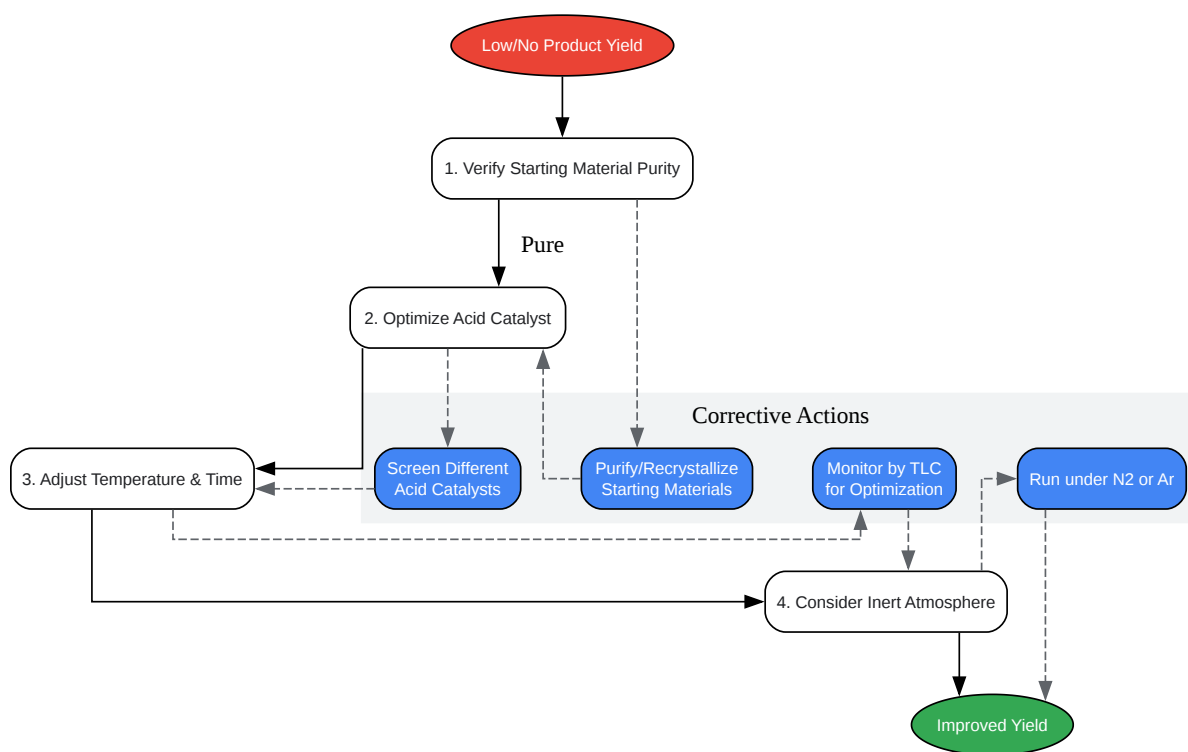 Low/No Product Yield
1. Verify Starting Material Purity
Pure
2. Optimize Acid Catalyst
Corrective Actions
3. Adjust Temperature & Time
Screen Different
Acid Catalysts
Purify/Recrystallize
Starting Materials
Monitor by TLC
for Optimization
Run under N2 or Ar
4. Consider Inert Atmosphere
Improved Yield